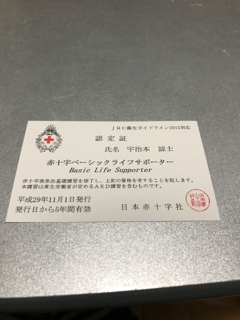 JRC蘇生ガイドライン2015対応
認定証
氏名 宇治本 諒士
赤十字ベーシックライフサポーター
Basic Life Supporter
赤十字救急法基礎講習を修了し、上記の資格を有することを証します。
本講習は厚生労働省が定めるAED講習を含むものです。
平成29年11月1日発行
発行日から5年間有効
日本赤十字社